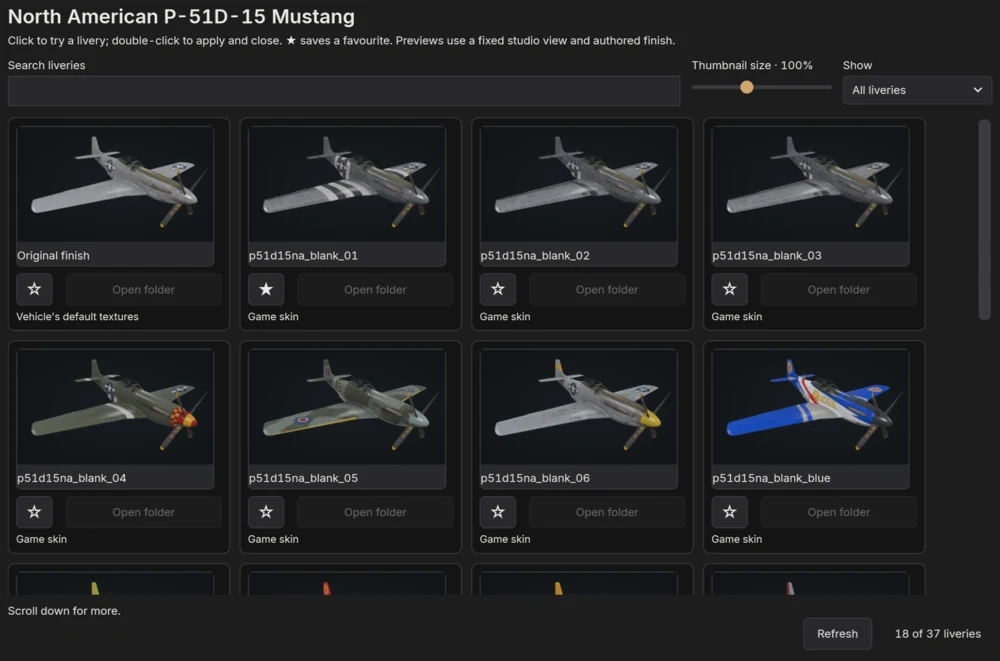 North American P-51D-15 Mustang
Click to try a livery; double-click to apply and close. ★ saves a favourite. Previews use a fixed studio view and authored finish.
Search liveries
Thumbnail size · 100%
Show
All liveries
Original finish
p51d15na_blank_01
p51d15na_blank_02
p51d15na_blank_03
☆ Open folder
★ Open folder
☆ Open folder
☆ Open folder
Vehicle's default textures
Game skin
Game skin
Game skin
p51d15na_blank_04
p51d15na_blank_05
p51d15na_blank_06
p51d15na_blank_blue
☆ Open folder
☆ Open folder
☆ Open folder
☆ Open folder
Game skin
Game skin
Game skin
Game skin
Scroll down for more.
Refresh
18 of 37 liveries